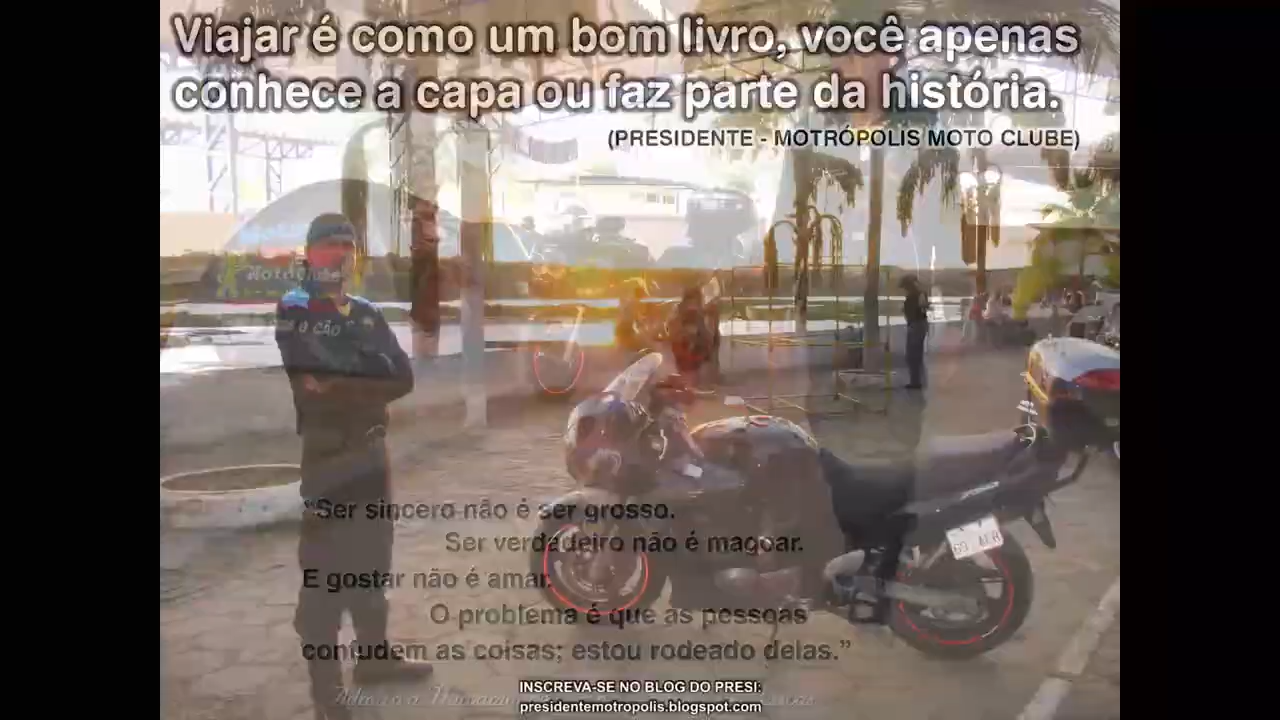 Viajar é como um bom livro, você apenas
conhece a capa ou faz parte da história.
(PRESIDENTE - MOTRÓPOLIS MOTO CLUBE)
O CÃO"
“Ser sincero não é ser grosso.
Ser verdadeiro não é magoar.
E gostar não é amar.
O problema é que as pessoas
confudem as coisas; estou rodeado delas.”
INSCREVA-SE NO BLOG DO PRESI:
presidentemotropolis.blogspot.com